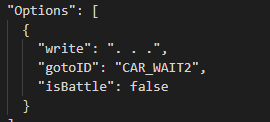 "Options": [
{
"write": ". . .",
"gotoID": "CAR_WAIT2",
"isBattle": false
}